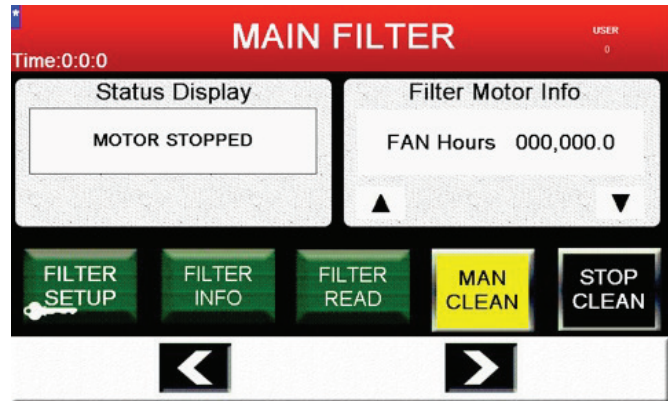 *
MAIN FILTER
USER
0
Time:0:0:0
Status Display
MOTOR STOPPED
Filter Motor Info
FAN Hours 000,000.0
FILTER
SETUP
FILTER
INFO
FILTER
READ
MAN
CLEAN
STOP
CLEAN